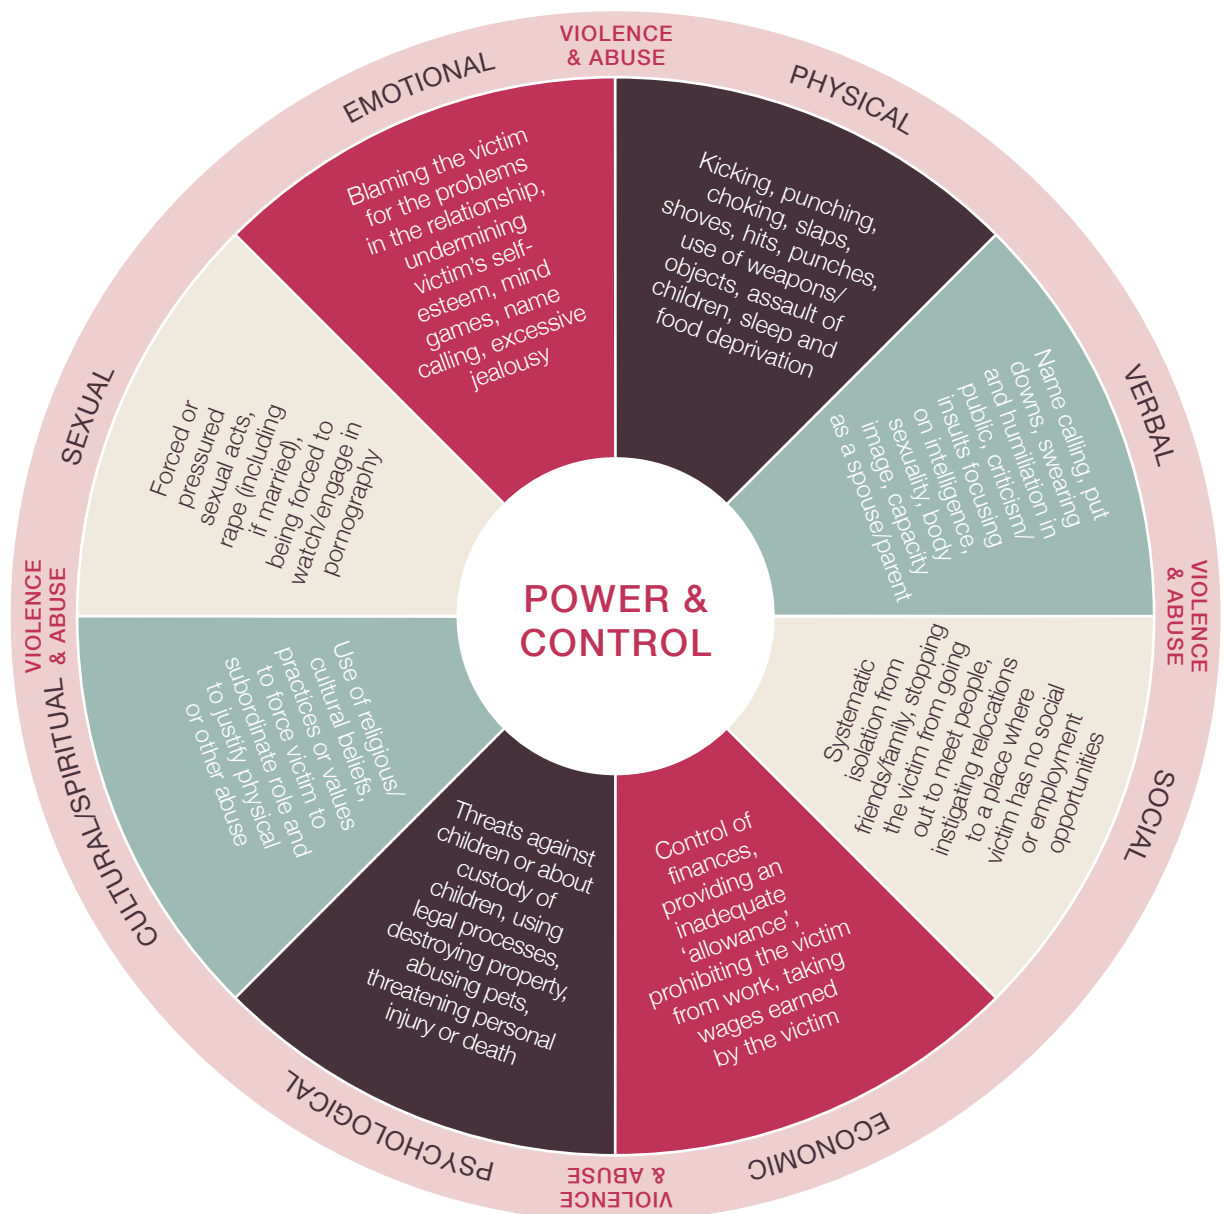 VIOLENCE
& ABUSE
PHYSICAL
Kicking, punching,
choking, slaps,
shoves, hits, punches,
use of weapons/
objects, assault of
children, sleep and
food deprivation
VERBAL
Name calling, put
downs, swearing
and humiliation in
public, criticism/
insults focusing
on intelligence,
sexuality, body
image, capacity
as a spouse/parent
VIOLENCE
& ABUSE
SOCIAL
Systematic
isolation from
friends/family, stopping
the victim from going
out to meet people,
instigating relocations
to a place where
victim has no social
or employment
opportunities
ECONOMIC
Control of
finances,
providing an
inadequate
‘allowance’,
prohibiting the victim
from work, taking
wages earned
by the victim
VIOLENCE
& ABUSE
PSYCHOLOGICAL
Threats against
children or about
custody of
children, using
legal processes,
destroying property,
abusing pets,
threatening personal
injury or death
CULTURAL/SPIRITUAL
Use of religious/
cultural beliefs,
practices or values
to force victim to
subordinate role and
to justify physical
or other abuse
VIOLENCE
& ABUSE
SEXUAL
Forced or
pressured
sexual acts,
rape (including
if married),
being forced to
watch/engage in
pornography
EMOTIONAL
Blaming the victim
for the problems
in the relationship,
undermining
victim’s self-
esteem, mind
games, name
calling, excessive
jealousy
POWER &
CONTROL